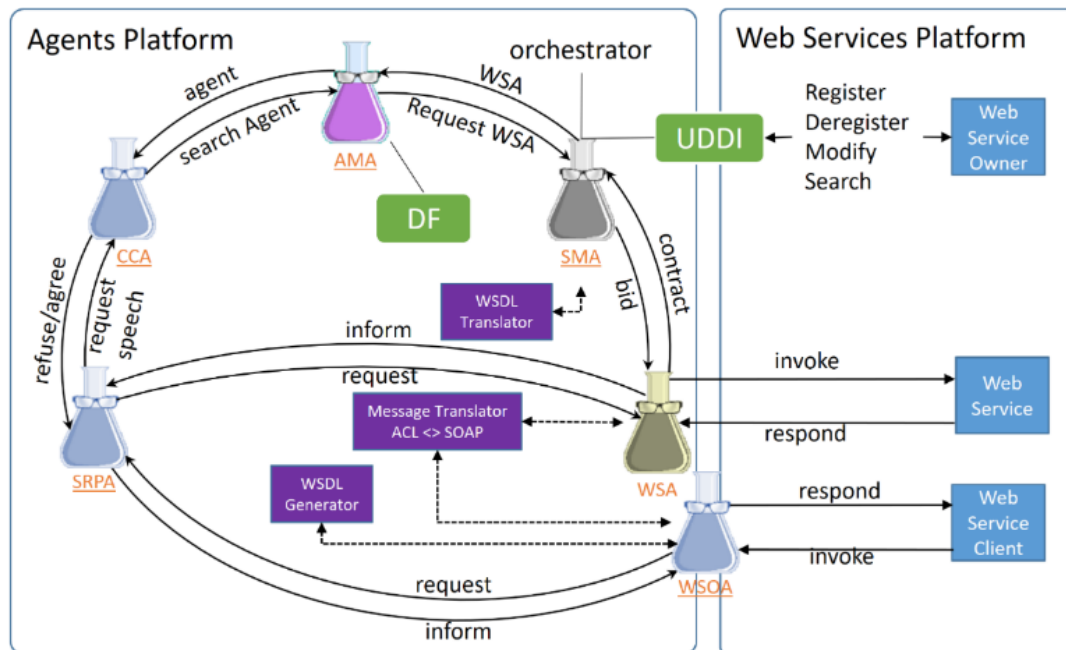 Agents Platform
Web Services Platform
orchestrator
agent
search Agent
WSA
Request WSA
AMA
DF
UDDI
Register
Deregister
Modify
Search
Web
Service
Owner
CCA
SMA
refuse/agree
request
speech
contract
bid
WSDL
Translator
inform
request
Message Translator
ACL <> SOAP
invoke
respond
Web
Service
SRPA
WSA
WSDL
Generator
respond
invoke
Web
Service
Client
WSOA
request
inform